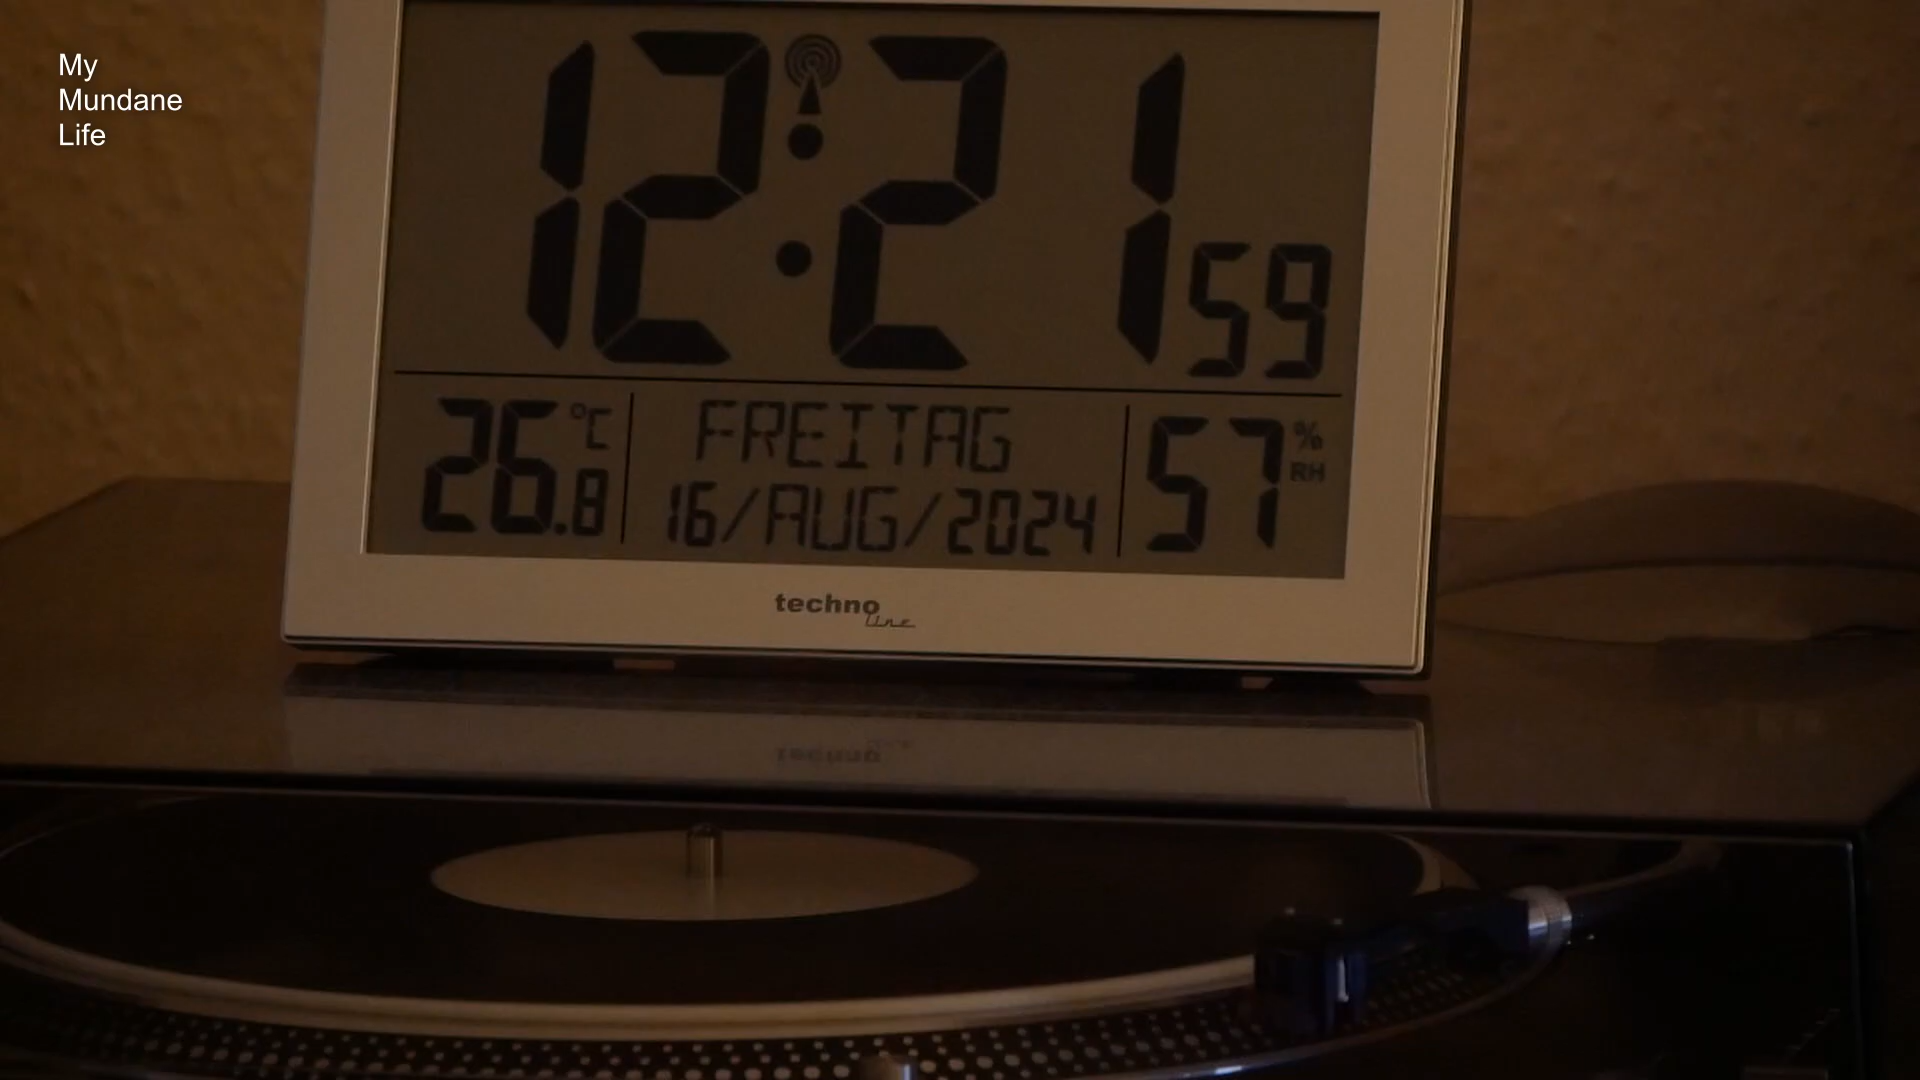 My
Mundane
Life
12:21 59
26.8 °C
FREITAG
16/AUG/2024
57 % RH
techno
line